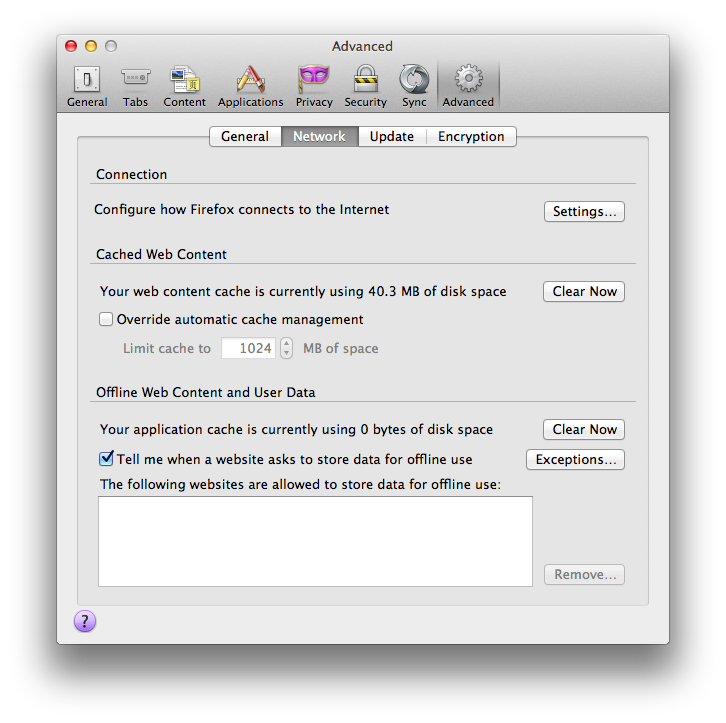 Advanced
General Tabs Content Applications Privacy Security Sync Advanced
General Network Update Encryption
Connection
Configure how Firefox connects to the Internet Settings...
Cached Web Content
Your web content cache is currently using 40.3 MB of disk space Clear Now
Override automatic cache management
Limit cache to 1024 MB of space
Offline Web Content and User Data
Your application cache is currently using 0 bytes of disk space Clear Now
Tell me when a website asks to store data for offline use Exceptions...
The following websites are allowed to store data for offline use:
Remove...
?